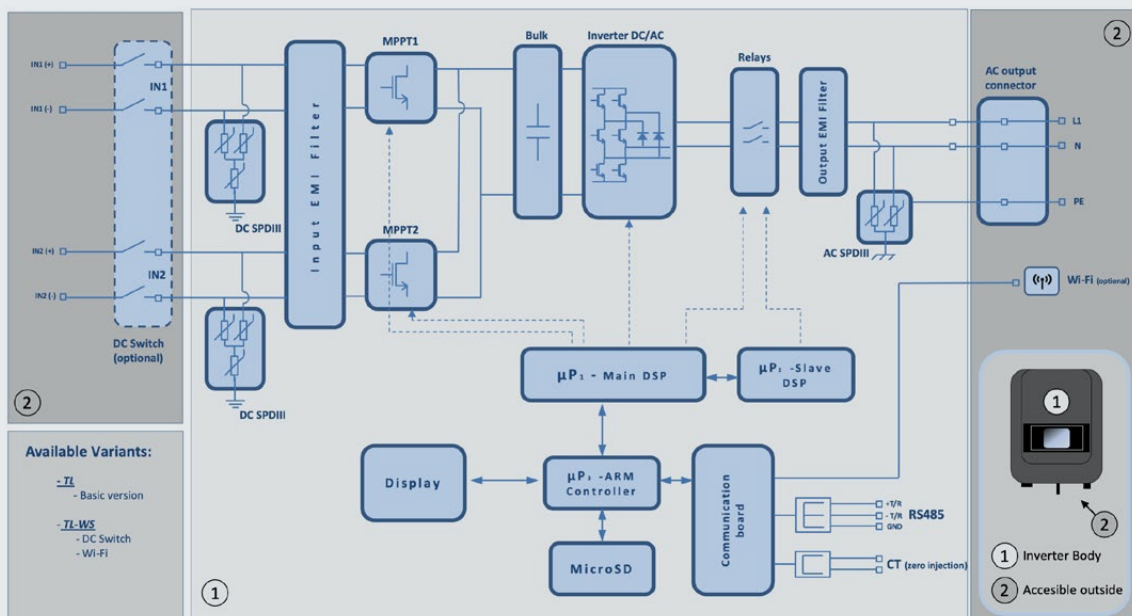 2
IN1 (+)
IN1 (-)
IN2 (+)
IN2 (-)
IN1
IN2
DC Switch
(optional)
2
Available Variants:
- TL
- Basic version
- TL-WS
- DC Switch
- Wi-Fi
DC SPDIII
DC SPDIII
Input EMI Filter
MPPT1
MPPT2
Bulk
Inverter DC/AC
Relays
Output EMI Filter
AC SPDIII
µP₁ - Main DSP
µP₁ -Slave
DSP
Display
µP₁ -ARM
Controller
MicroSD
Communication
board
+T/R
- T/R
GND
RS485
CT (zero injection)
1
2
AC output
connector
L1
N
PE
Wi-Fi (optional)
1
2
1 Inverter Body
2 Accesible outside